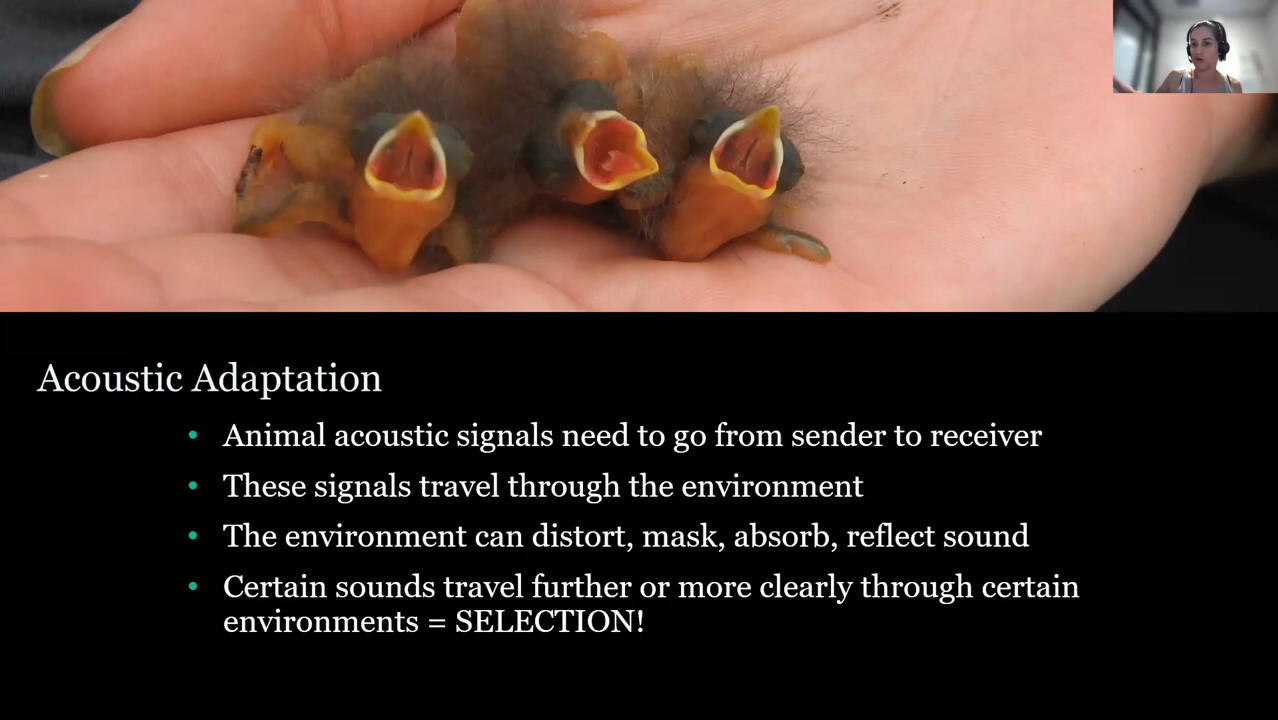 Acoustic Adaptation
• Animal acoustic signals need to go from sender to receiver
• These signals travel through the environment
• The environment can distort, mask, absorb, reflect sound
• Certain sounds travel further or more clearly through certain
environments = SELECTION!